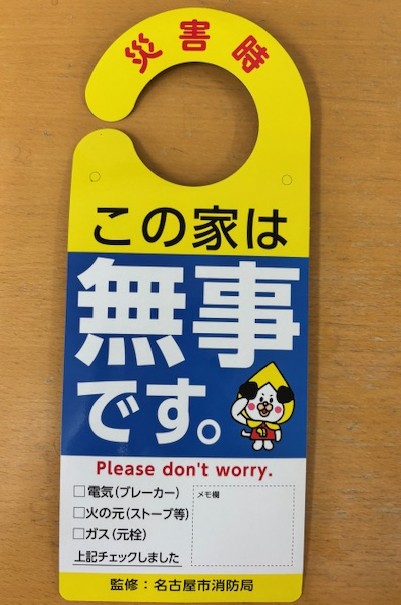 災害時
この家は
無事
です。
Please don't worry.
□電気(ブレーカー)
メモ欄
□火の元(ストーブ等)
□ガス(元栓)
上記チェックしました
監修：名古屋市消防局